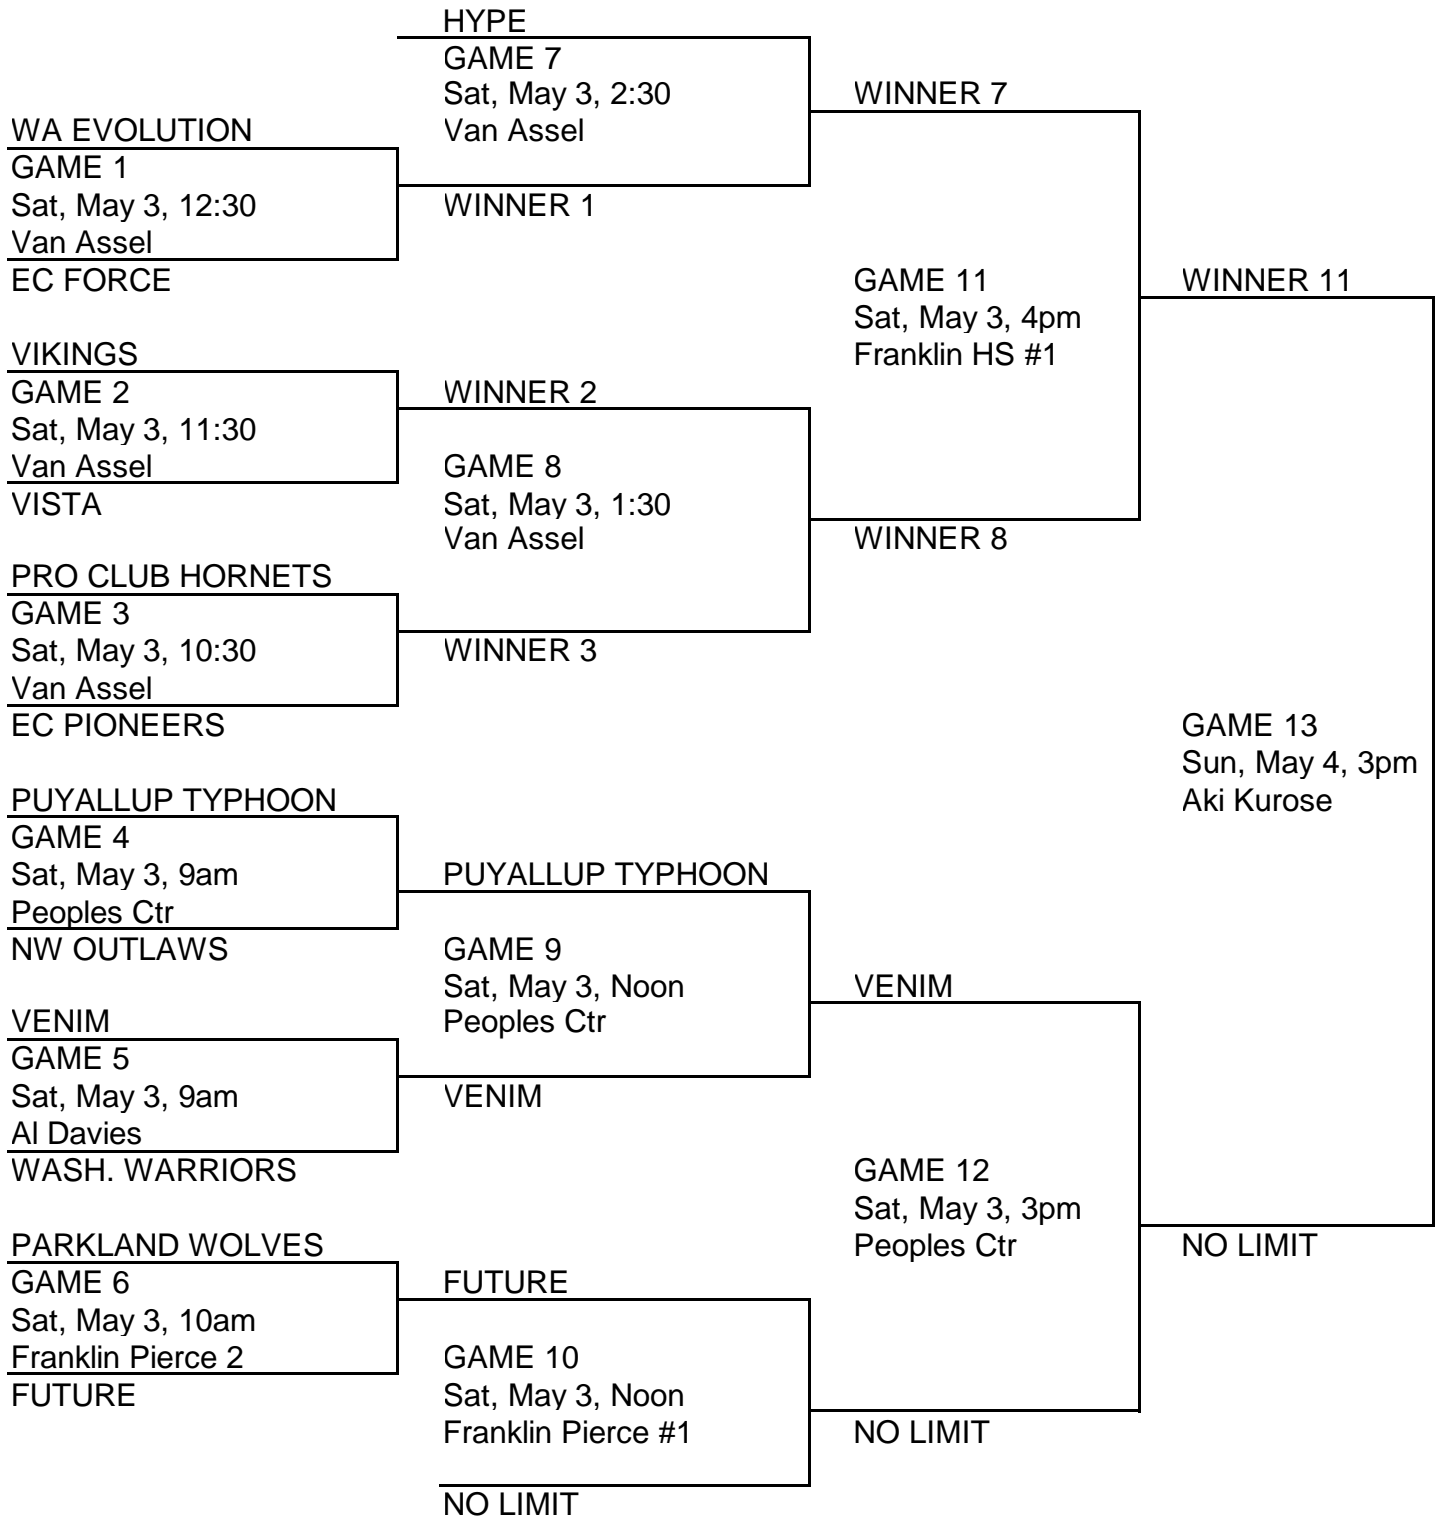 HYPE
GAME 7
Sat, May 3, 2:30
Van Assel
WINNER 7
WA EVOLUTION
GAME 1
Sat, May 3, 12:30
Van Assel
EC FORCE
WINNER 1
GAME 11
Sat, May 3, 4pm
Franklin HS #1
WINNER 11
VIKINGS
GAME 2
Sat, May 3, 11:30
Van Assel
VISTA
WINNER 2
GAME 8
Sat, May 3, 1:30
Van Assel
WINNER 8
PRO CLUB HORNETS
GAME 3
Sat, May 3, 10:30
Van Assel
EC PIONEERS
WINNER 3
GAME 13
Sun, May 4, 3pm
Aki Kurose
PUYALLUP TYPHOON
GAME 4
Sat, May 3, 9am
Peoples Ctr
NW OUTLAWS
PUYALLUP TYPHOON
GAME 9
Sat, May 3, Noon
Peoples Ctr
VENIM
VENIM
GAME 5
Sat, May 3, 9am
Al Davies
WASH. WARRIORS
VENIM
GAME 12
Sat, May 3, 3pm
Peoples Ctr
NO LIMIT
PARKLAND WOLVES
GAME 6
Sat, May 3, 10am
Franklin Pierce 2
FUTURE
FUTURE
GAME 10
Sat, May 3, Noon
Franklin Pierce #1
NO LIMIT
NO LIMIT